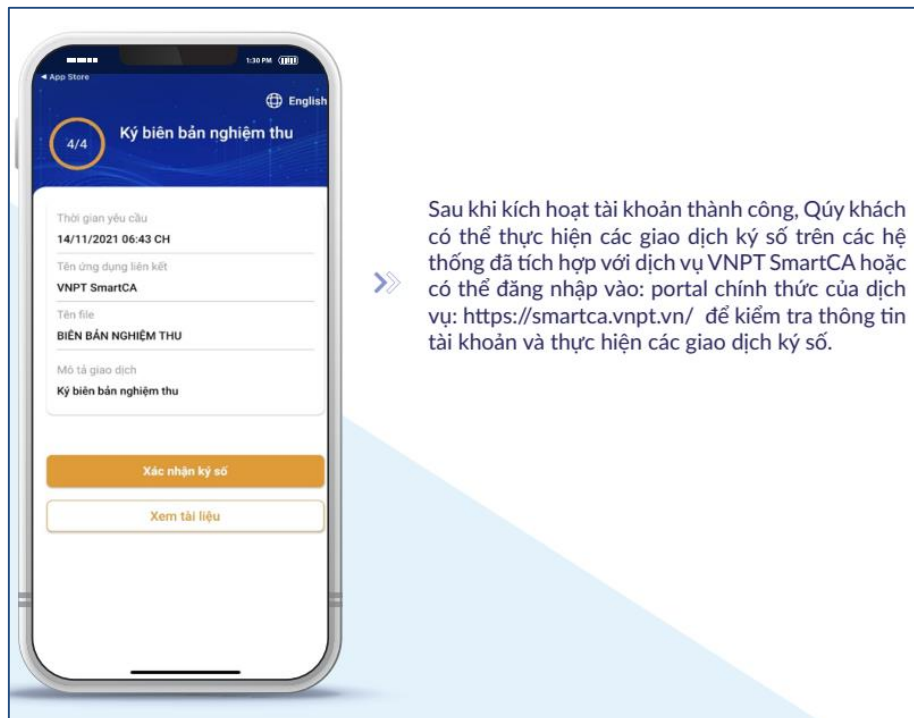 1:30 PM
◂ App Store
English
4/4
Ký biên bản nghiệm thu
Thời gian yêu cầu
14/11/2021 06:43 CH
Tên ứng dụng liên kết
VNPT SmartCA
Tên file
BIÊN BẢN NGHIỆM THU
Mô tả giao dịch
Ký biên bản nghiệm thu
Xác nhận ký số
Xem tài liệu
Sau khi kích hoạt tài khoản thành công, Qúy khách
có thể thực hiện các giao dịch ký số trên các hệ
thống đã tích hợp với dịch vụ VNPT SmartCA hoặc
có thể đăng nhập vào: portal chính thức của dịch
vụ: https://smartca.vnpt.vn/ để kiểm tra thông tin
tài khoản và thực hiện các giao dịch ký số.